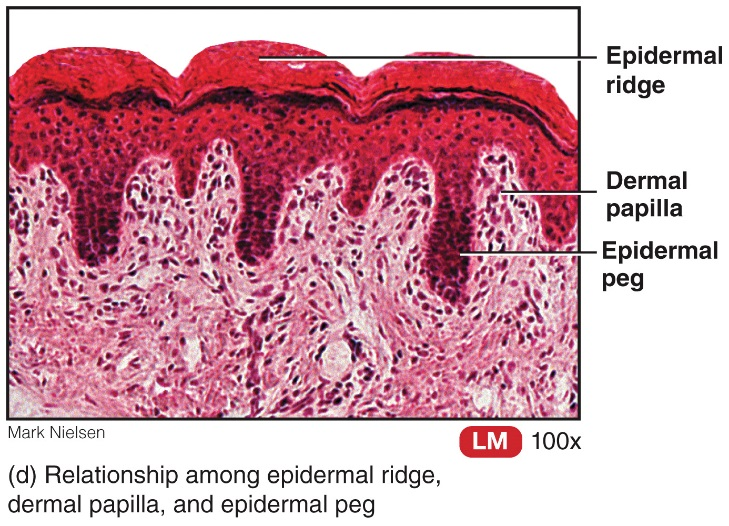 Epidermal
ridge
Dermal
papilla
Epidermal
peg
Mark Nielsen
LM 100x
(d) Relationship among epidermal ridge,
dermal papilla, and epidermal peg